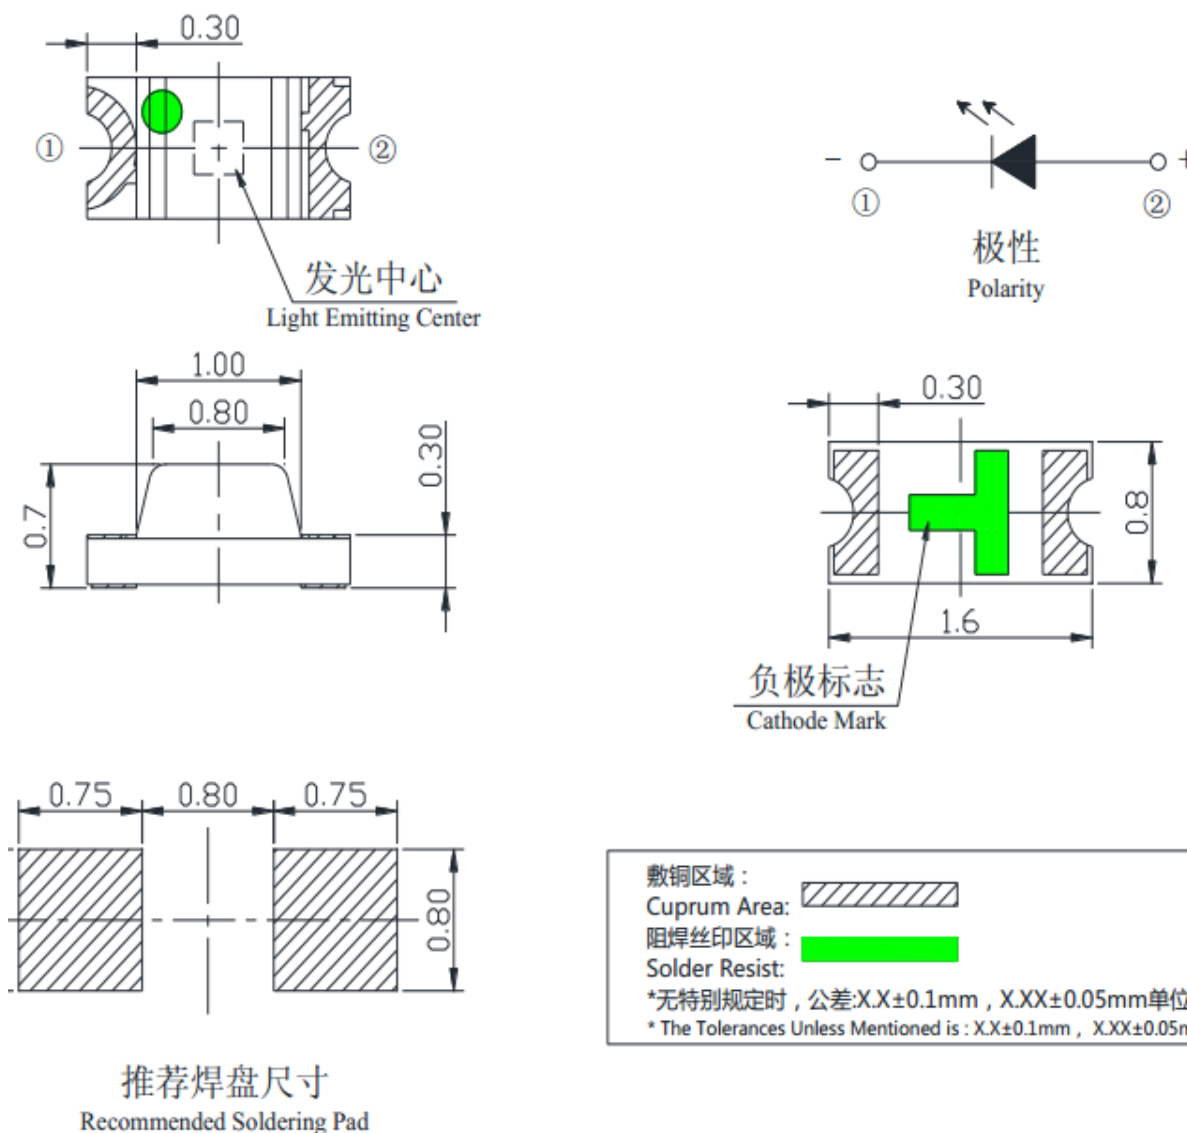 0.30
① ②
发光中心
Light Emitting Center
- +
① ②
极性
Polarity
1.00
0.80
0.30
0.7
0.30
0.8
1.6
负极标志
Cathode Mark
0.75 0.80 0.75
0.80
推荐焊盘尺寸
Recommended Soldering Pad
敷铜区域：
Cuprum Area:
阻焊丝印区域：
Solder Resist:
*无特别规定时，公差:X.X±0.1mm，X.XX±0.05mm单位
* The Tolerances Unless Mentioned is : X.X±0.1mm， X.XX±0.05